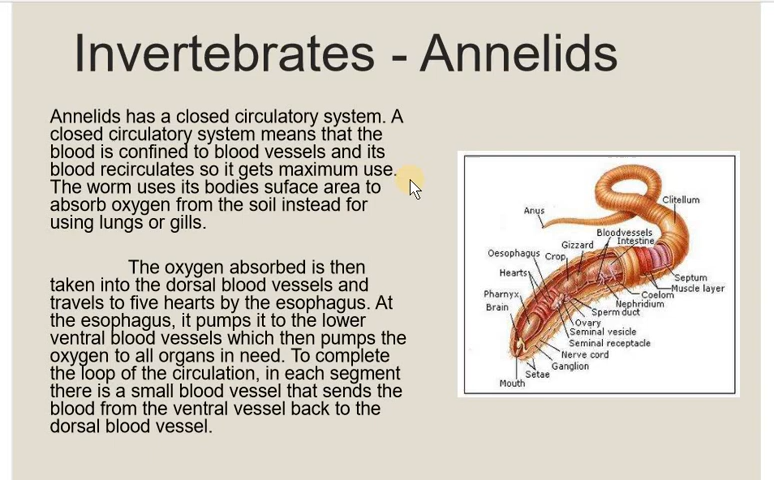 Invertebrates - Annelids
Annelids has a closed circulatory system. A
closed circulatory system means that the
blood is confined to blood vessels and its
blood recirculates so it gets maximum use.
The worm uses its bodies suface area to
absorb oxygen from the soil instead for
using lungs or gills.
The oxygen absorbed is then
taken into the dorsal blood vessels and
travels to five hearts by the esophagus. At
the esophagus, it pumps it to the lower
ventral blood vessels which then pumps the
oxygen to all organs in need. To complete
the loop of the circulation, in each segment
there is a small blood vessel that sends the
blood from the ventral vessel back to the
dorsal blood vessel.
Clitellum
Anus
Bloodvessels
Intestine
Gizzard
Crop
Oesophagus
Hearts
Pharynx
Brain
Septum
Muscle layer
Coelom
Nephridium
Sperm duct
Ovary
Seminal vesicle
Seminal receptacle
Nerve cord
Ganglion
Setae
Mouth